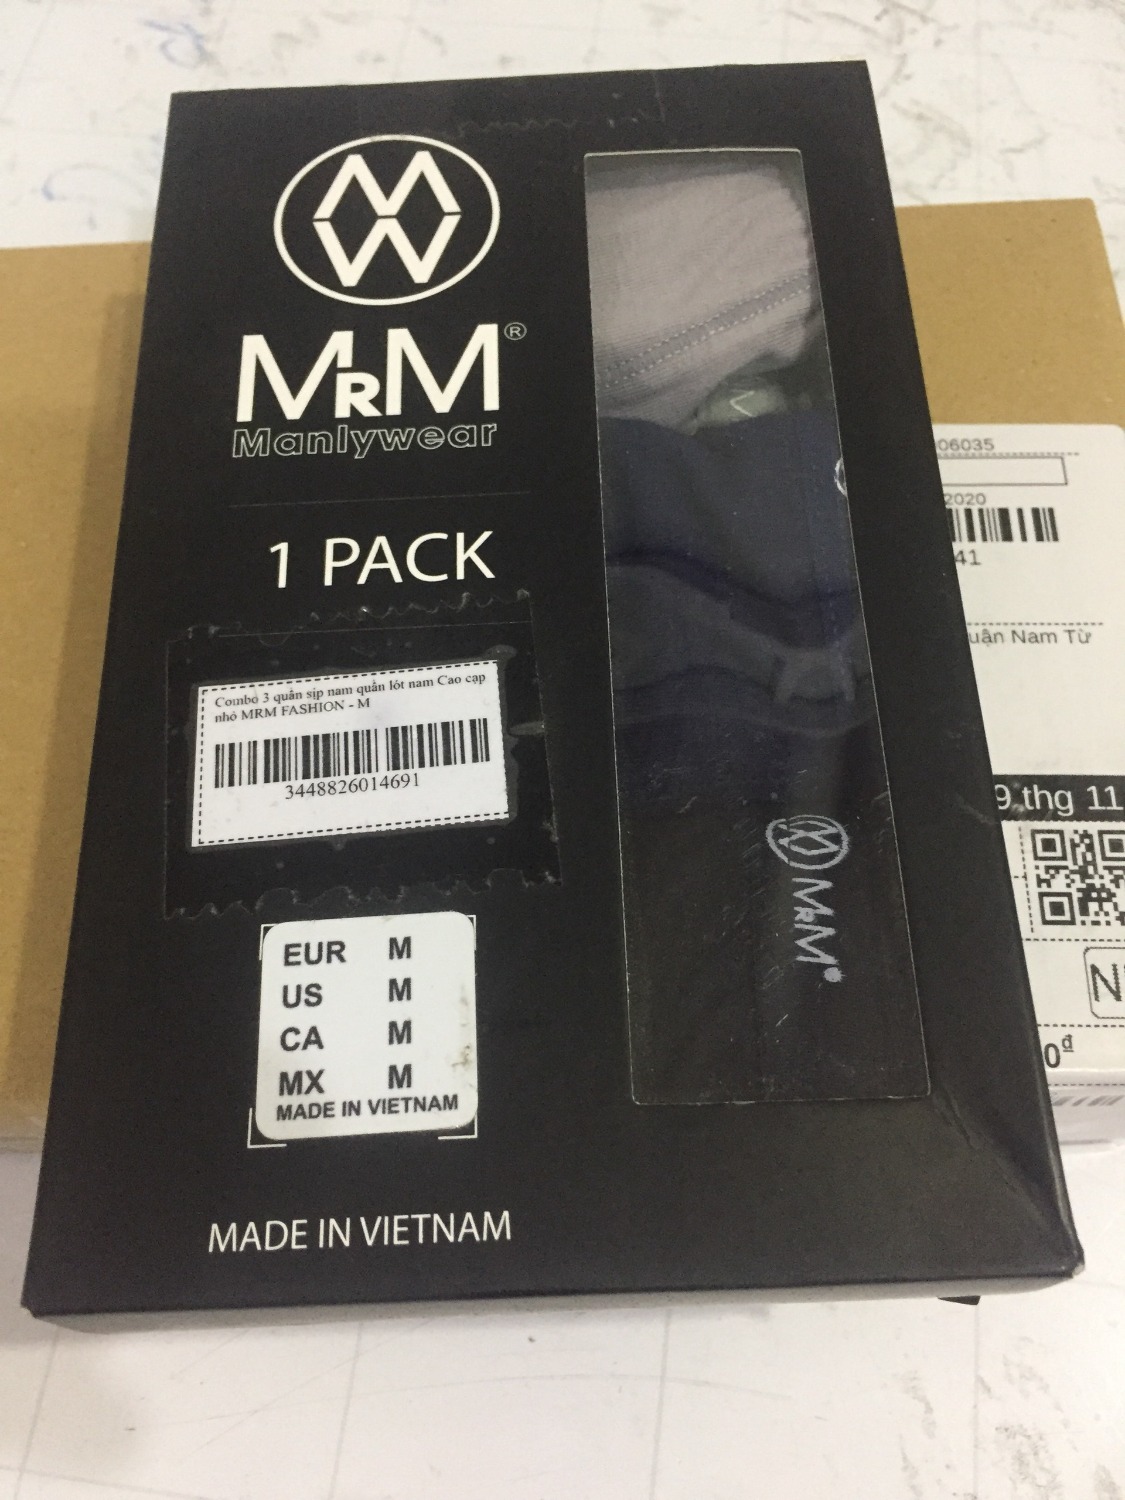 MRM®
Manlywear
1 PACK
Combo 3 quần sịp nam quần lót nam Cao cạp
nhỏ MRM FASHION - M
3448826014691
EUR M
US M
CA M
MX M
MADE IN VIETNAM
MADE IN VIETNAM
MRM
06035
2020
41
uận Nam Từ
9 thg 11
N
0₫